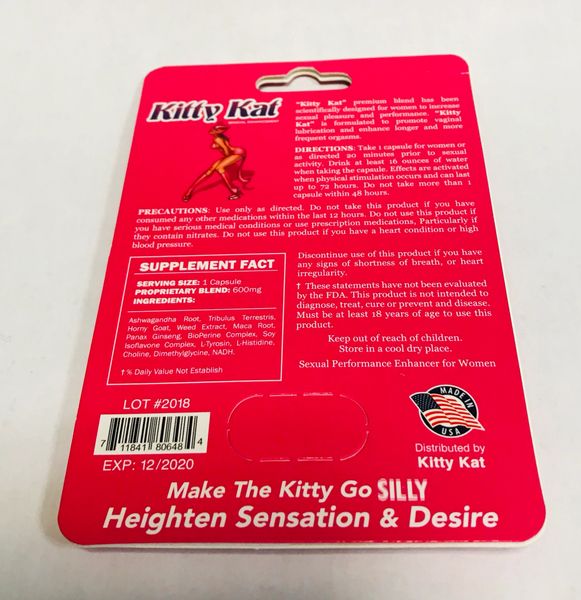 Kitty Kat
SEXUAL ENHANCEMENT
"Kitty Kat" premium blend has been
scientifically designed for women to increase
sexual pleasure and performance. "Kitty
Kat" is formulated to promote vaginal
lubrication and enhance longer and more
frequent orgasms.
DIRECTIONS: Take 1 capsule for women or
as directed 20 minutes prior to sexual
activity. Drink at least 16 ounces of water
when taking the capsule. Effects are activated
when physical stimulation occurs and can last
up to 72 hours. Do not take more than 1
capsule within 48 hours.
PRECAUTIONS: Use only as directed. Do not take this product if you have
consumed any other medications within the last 12 hours. Do not use this product if
you have serious medical conditions or use prescription medications, Particularly if
they contain nitrates. Do not use this product if you have a heart condition or high
blood pressure.
SUPPLEMENT FACT
SERVING SIZE: 1 Capsule
PROPRIETARY BLEND: 600mg
INGREDIENTS:
Ashwagandha Root, Tribulus Terrestris,
Horny Goat, Weed Extract, Maca Root,
Panax Ginseng, BioPerine Complex, Soy
Isoflavone Complex, L-Tyrosin, L-Histidine,
Choline, Dimethylglycine, NADH.
† % Daily Value Not Establish
Discontinue use of this product if you have
any signs of shortness of breath, or heart
irregularity.
† These statements have not been evaluated
by the FDA. This product is not intended to
diagnose, treat, cure or prevent and disease.
Must be at least 18 years of age to use this
product.
Keep out of reach of children.
Store in a cool dry place.
Sexual Performance Enhancer for Women
LOT #2018
7 11841 80648 4
EXP: 12/2020
MADE IN
USA
Distributed by
Kitty Kat
Make The Kitty Go SILLY
Heighten Sensation & Desire